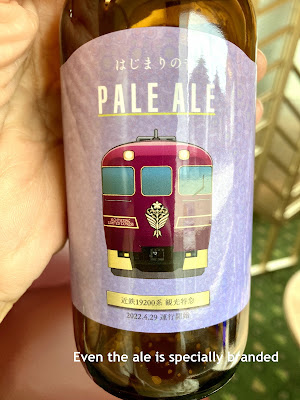 はじまりの
PALE ALE
近鉄19200系 観光特急
2022.4.29 運行開始
Even the ale is specially branded